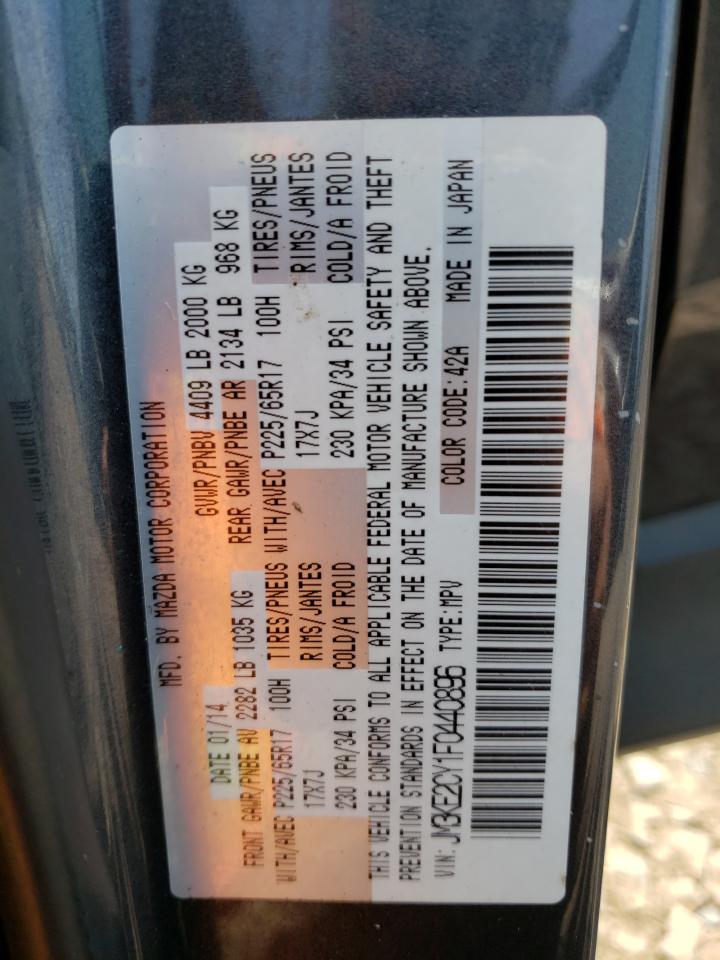 MFD. BY MAZDA MOTOR CORPORATION
DATE 01/14 GVWR/PNBV 4409 LB 2000 KG
FRONT GAWR/PNBE AV 2282 LB 1035 KG REAR GAWR/PNBE AR 2134 LB 968 KG
TIRES/PNEUS WITH/AVEC P225/65R17 100H TIRES/PNEUS
WITH/AVEC P225/65R17 100H
RIMS/JANTES 17X7J RIMS/JANTES
17X7J
COLD/A FROID 230 KPA/34 PSI COLD/A FROID
230 KPA/34 PSI
THIS VEHICLE CONFORMS TO ALL APPLICABLE FEDERAL MOTOR VEHICLE SAFETY AND THEFT
PREVENTION STANDARDS IN EFFECT ON THE DATE OF MANUFACTURE SHOWN ABOVE.
VIN: JM3KE2CY1F0440896 TYPE:MPV COLOR CODE:42A MADE IN JAPAN